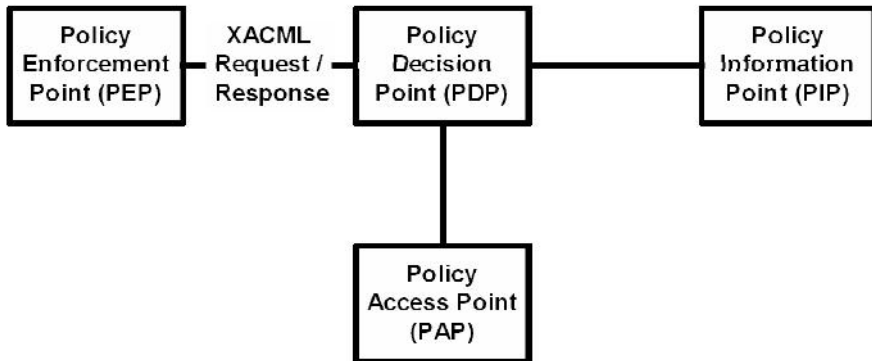 Policy
Enforcement
Point (PEP)
XACML
Request /
Response
Policy
Decision
Point (PDP)
Policy
Information
Point (PIP)
Policy
Access Point
(PAP)